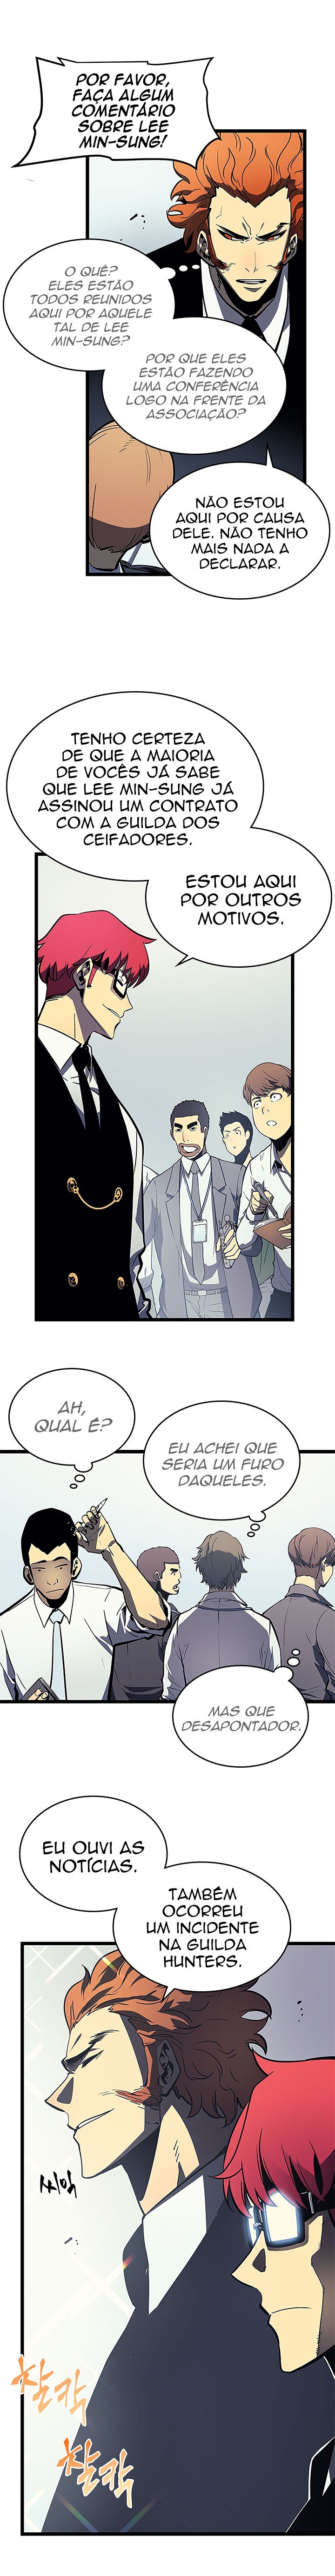 POR FAVOR,
FAÇA ALGUM
COMENTÁRIO
SOBRE LEE
MIN-SUNG!
O QUÊ?
ELES ESTÃO
TODOS REUNIDOS
AQUI POR AQUELE
TAL DE LEE
MIN-SUNG?
POR QUE ELES
ESTÃO FAZENDO
UMA CONFERÊNCIA
LOGO NA FRENTE DA
ASSOCIAÇÃO?
NÃO ESTOU
AQUI POR CAUSA
DELE. NÃO TENHO
MAIS NADA A
DECLARAR.
TENHO CERTEZA
DE QUE A MAIORIA
DE VOCÊS JÁ SABE
QUE LEE MIN-SUNG JÁ
ASSINOU UM CONTRATO
COM A GUILDA DOS
CEIFADORES.
ESTOU AQUI
POR OUTROS
MOTIVOS.
AH,
QUAL É?
EU ACHEI QUE
SERIA UM FURO
DAQUELES.
MAS QUE
DESAPONTADOR.
EU OUVI AS
NOTÍCIAS.
TAMBÉM
OCORREU
UM INCIDENTE
NA GUILDA
HUNTERS.
찰칵
찰칵